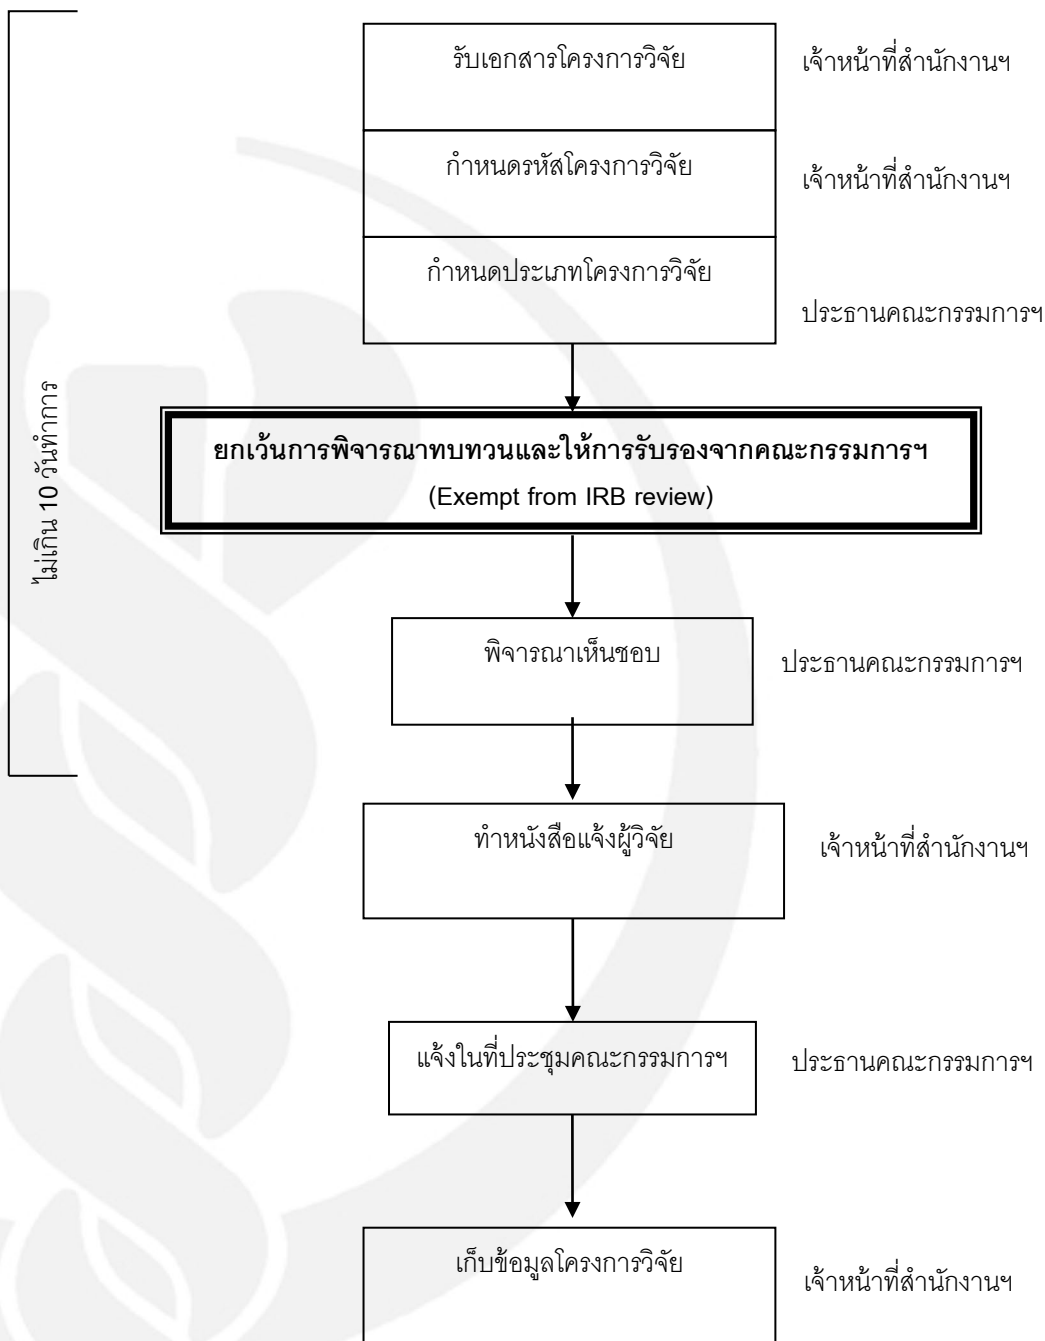 รับเอกสารโครงการวิจัย
เจ้าหน้าที่สำนักงานฯ
กำหนดรหัสโครงการวิจัย
เจ้าหน้าที่สำนักงานฯ
กำหนดประเภทโครงการวิจัย
ประธานคณะกรรมการฯ
ไม่เกิน 10 วันทำการ
ยกเว้นการพิจารณาทบทวนและให้การรับรองจากคณะกรรมการฯ
(Exempt from IRB review)
พิจารณาเห็นชอบ
ประธานคณะกรรมการฯ
ทำหนังสือแจ้งผู้วิจัย
เจ้าหน้าที่สำนักงานฯ
แจ้งในที่ประชุมคณะกรรมการฯ
ประธานคณะกรรมการฯ
เก็บข้อมูลโครงการวิจัย
เจ้าหน้าที่สำนักงานฯ